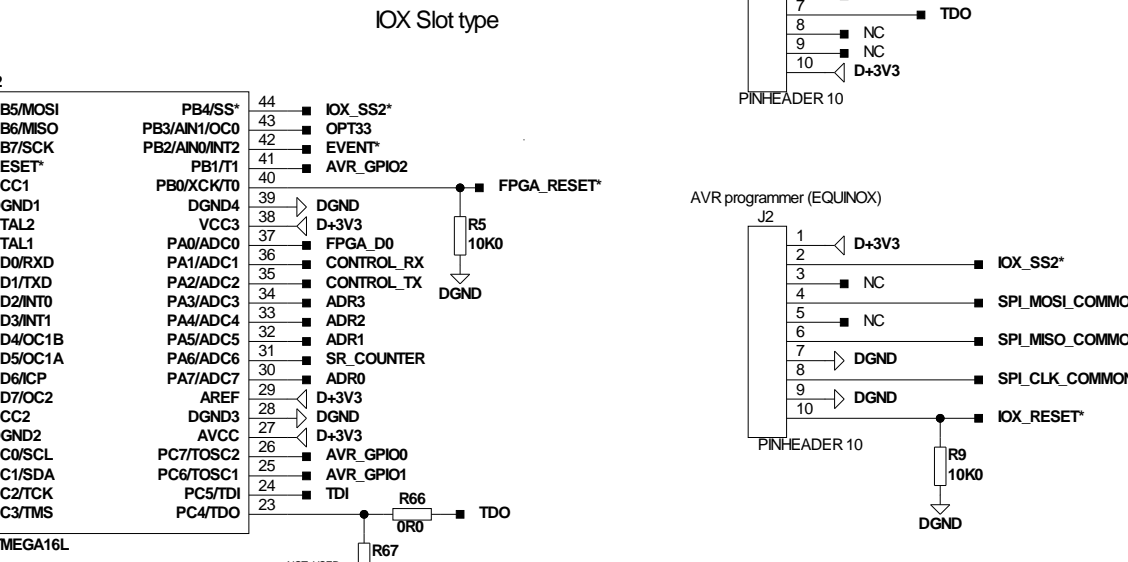 IOX Slot type
7 TDO
8 NC
9 NC
10 D+3V3
PINHEADER 10
2
B5/MOSI PB4/SS* 44 IOX_SS2*
B6/MISO PB3/AIN1/OC0 43 OPT33
B7/SCK PB2/AIN0/INT2 42 EVENT*
ESET* PB1/T1 41 AVR_GPIO2
CC1 PB0/XCK/T0 40 FPGA_RESET*
GND1 DGND4 39 DGND
TAL2 VCC3 38 D+3V3
TAL1 PA0/ADC0 37 FPGA_D0
D0/RXD PA1/ADC1 36 CONTROL_RX
D1/TXD PA2/ADC2 35 CONTROL_TX
D2/INT0 PA3/ADC3 34 ADR3
D3/INT1 PA4/ADC4 33 ADR2
D4/OC1B PA5/ADC5 32 ADR1
D5/OC1A PA6/ADC6 31 SR_COUNTER
D6/ICP PA7/ADC7 30 ADR0
D7/OC2 AREF 29 D+3V3
CC2 DGND3 28 DGND
GND2 AVCC 27 D+3V3
C0/SCL PC7/TOSC2 26 AVR_GPIO0
C1/SDA PC6/TOSC1 25 AVR_GPIO1
C2/TCK PC5/TDI 24 TDI
C3/TMS PC4/TDO 23
MEGA16L
R5
10K0
DGND
R66
0R0
TDO
R67
AVR programmer (EQUINOX)
J2
1 D+3V3
2 IOX_SS2*
3 NC
4 SPI_MOSI_COMMO
5 NC
6 SPI_MISO_COMMO
7 DGND
8 SPI_CLK_COMMON
9 DGND
10 IOX_RESET*
PINHEADER 10
R9
10K0
DGND